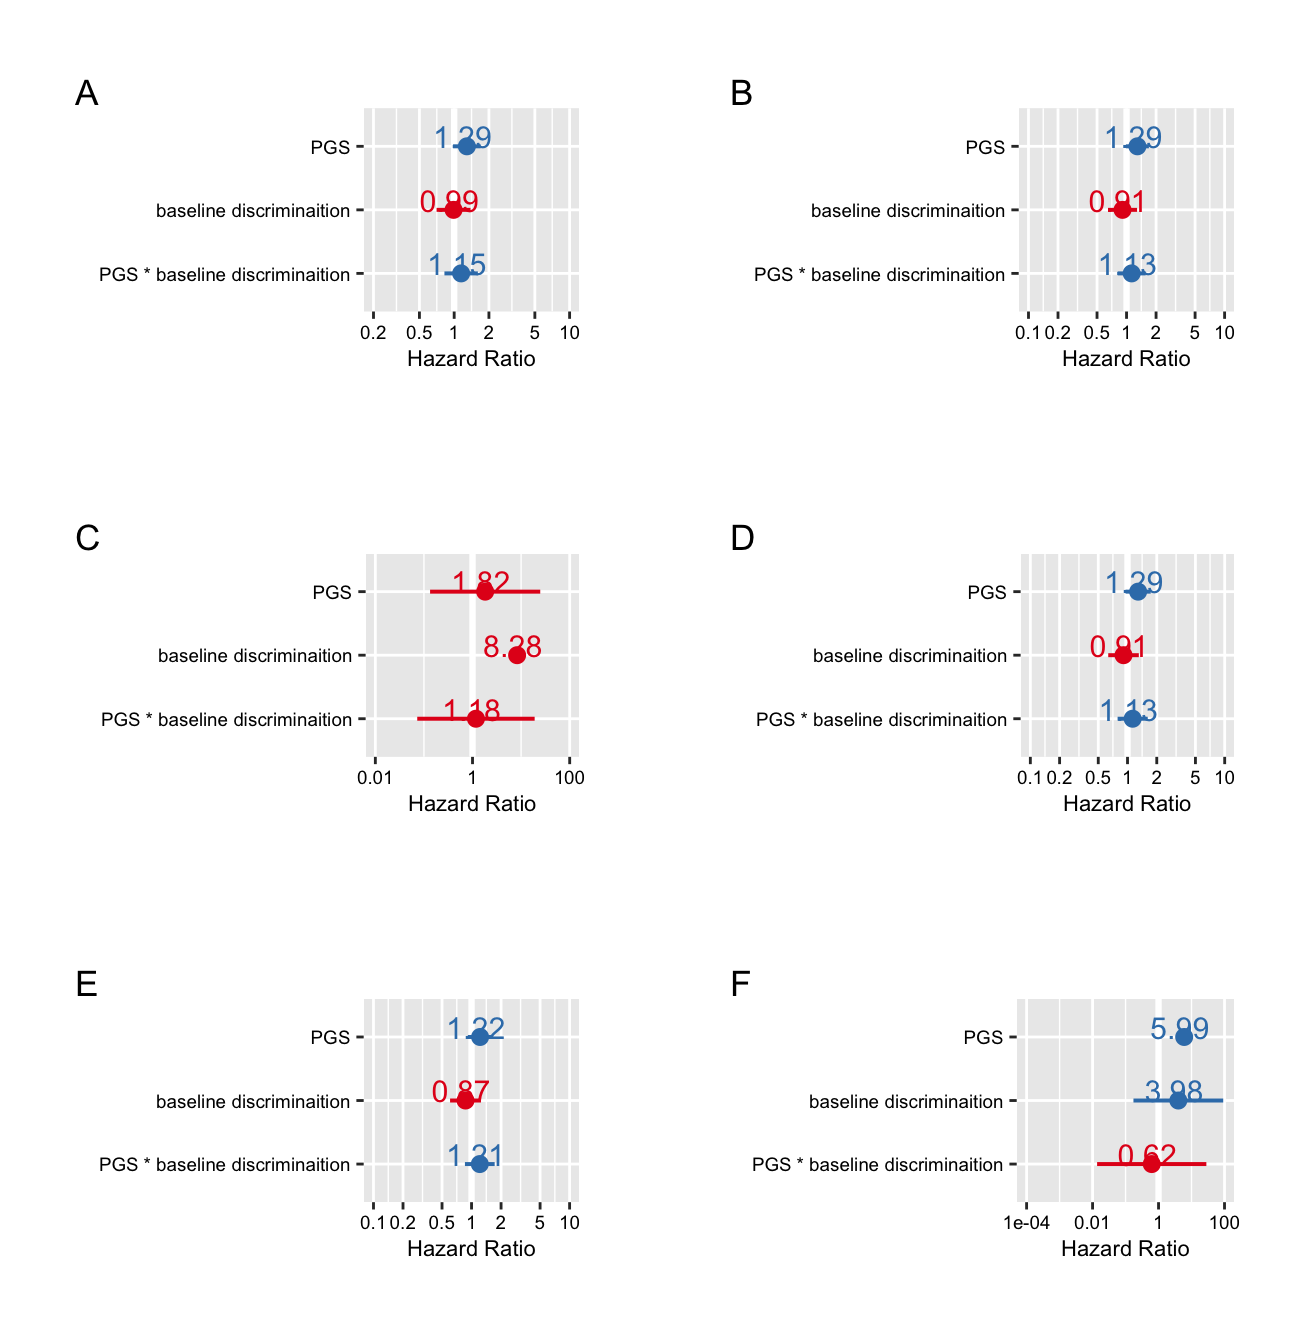 A
1.29
PGS
0.99
baseline discriminaition
1.15
PGS * baseline discriminaition
0.2 0.5 1 2 5 10
Hazard Ratio
B
1.29
PGS
0.91
baseline discriminaition
1.13
PGS * baseline discriminaition
0.1 0.2 0.5 1 2 5 10
Hazard Ratio
C
1.82
PGS
8.28
baseline discriminaition
1.18
PGS * baseline discriminaition
0.01 1 100
Hazard Ratio
D
1.29
PGS
0.91
baseline discriminaition
1.13
PGS * baseline discriminaition
0.1 0.2 0.5 1 2 5 10
Hazard Ratio
E
1.22
PGS
0.87
baseline discriminaition
1.21
PGS * baseline discriminaition
0.1 0.2 0.5 1 2 5 10
Hazard Ratio
F
5.99
PGS
3.98
baseline discriminaition
0.62
PGS * baseline discriminaition
1e-04 0.01 1 100
Hazard Ratio